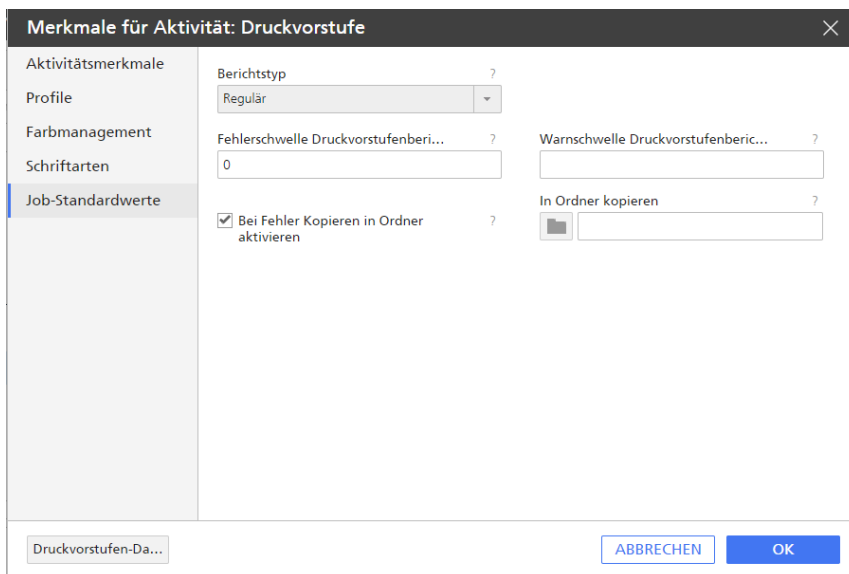 Merkmale für Aktivität: Druckvorstufe
Aktivitätsmerkmale
Profile
Farbmanagement
Schriftarten
Job-Standardwerte
Berichtstyp ?
Regulär
Fehlerschwelle Druckvorstufenberi... ?
0
Warnschwelle Druckvorstufenberic... ?
Bei Fehler Kopieren in Ordner ?
aktivieren
In Ordner kopieren ?
Druckvorstufen-Da...
ABBRECHEN
OK